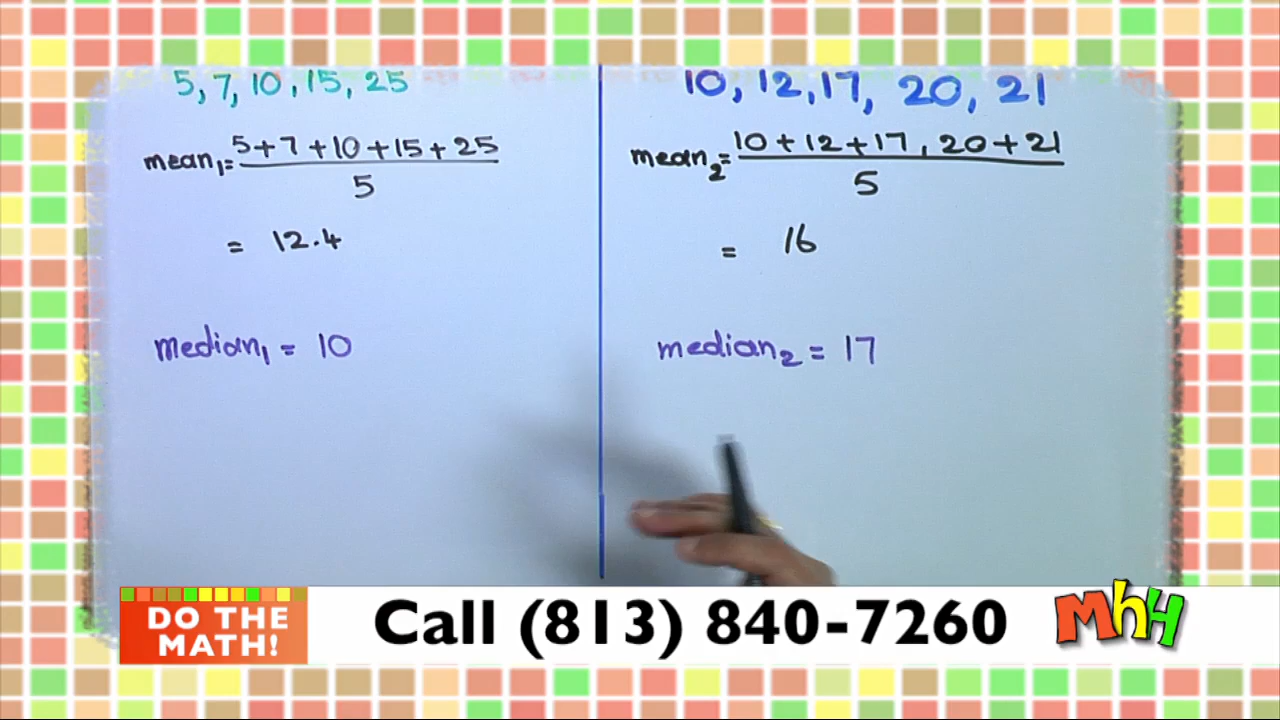 5, 7, 10, 15, 25
mean₁ = 5+7+10+15+25
5
= 12.4
median₁ = 10
10, 12, 17, 20, 21
mean₂ = 10+12+17, 20+21
5
= 16
median₂ = 17
DO THE
MATH!
Call (813) 840-7260
Mh4